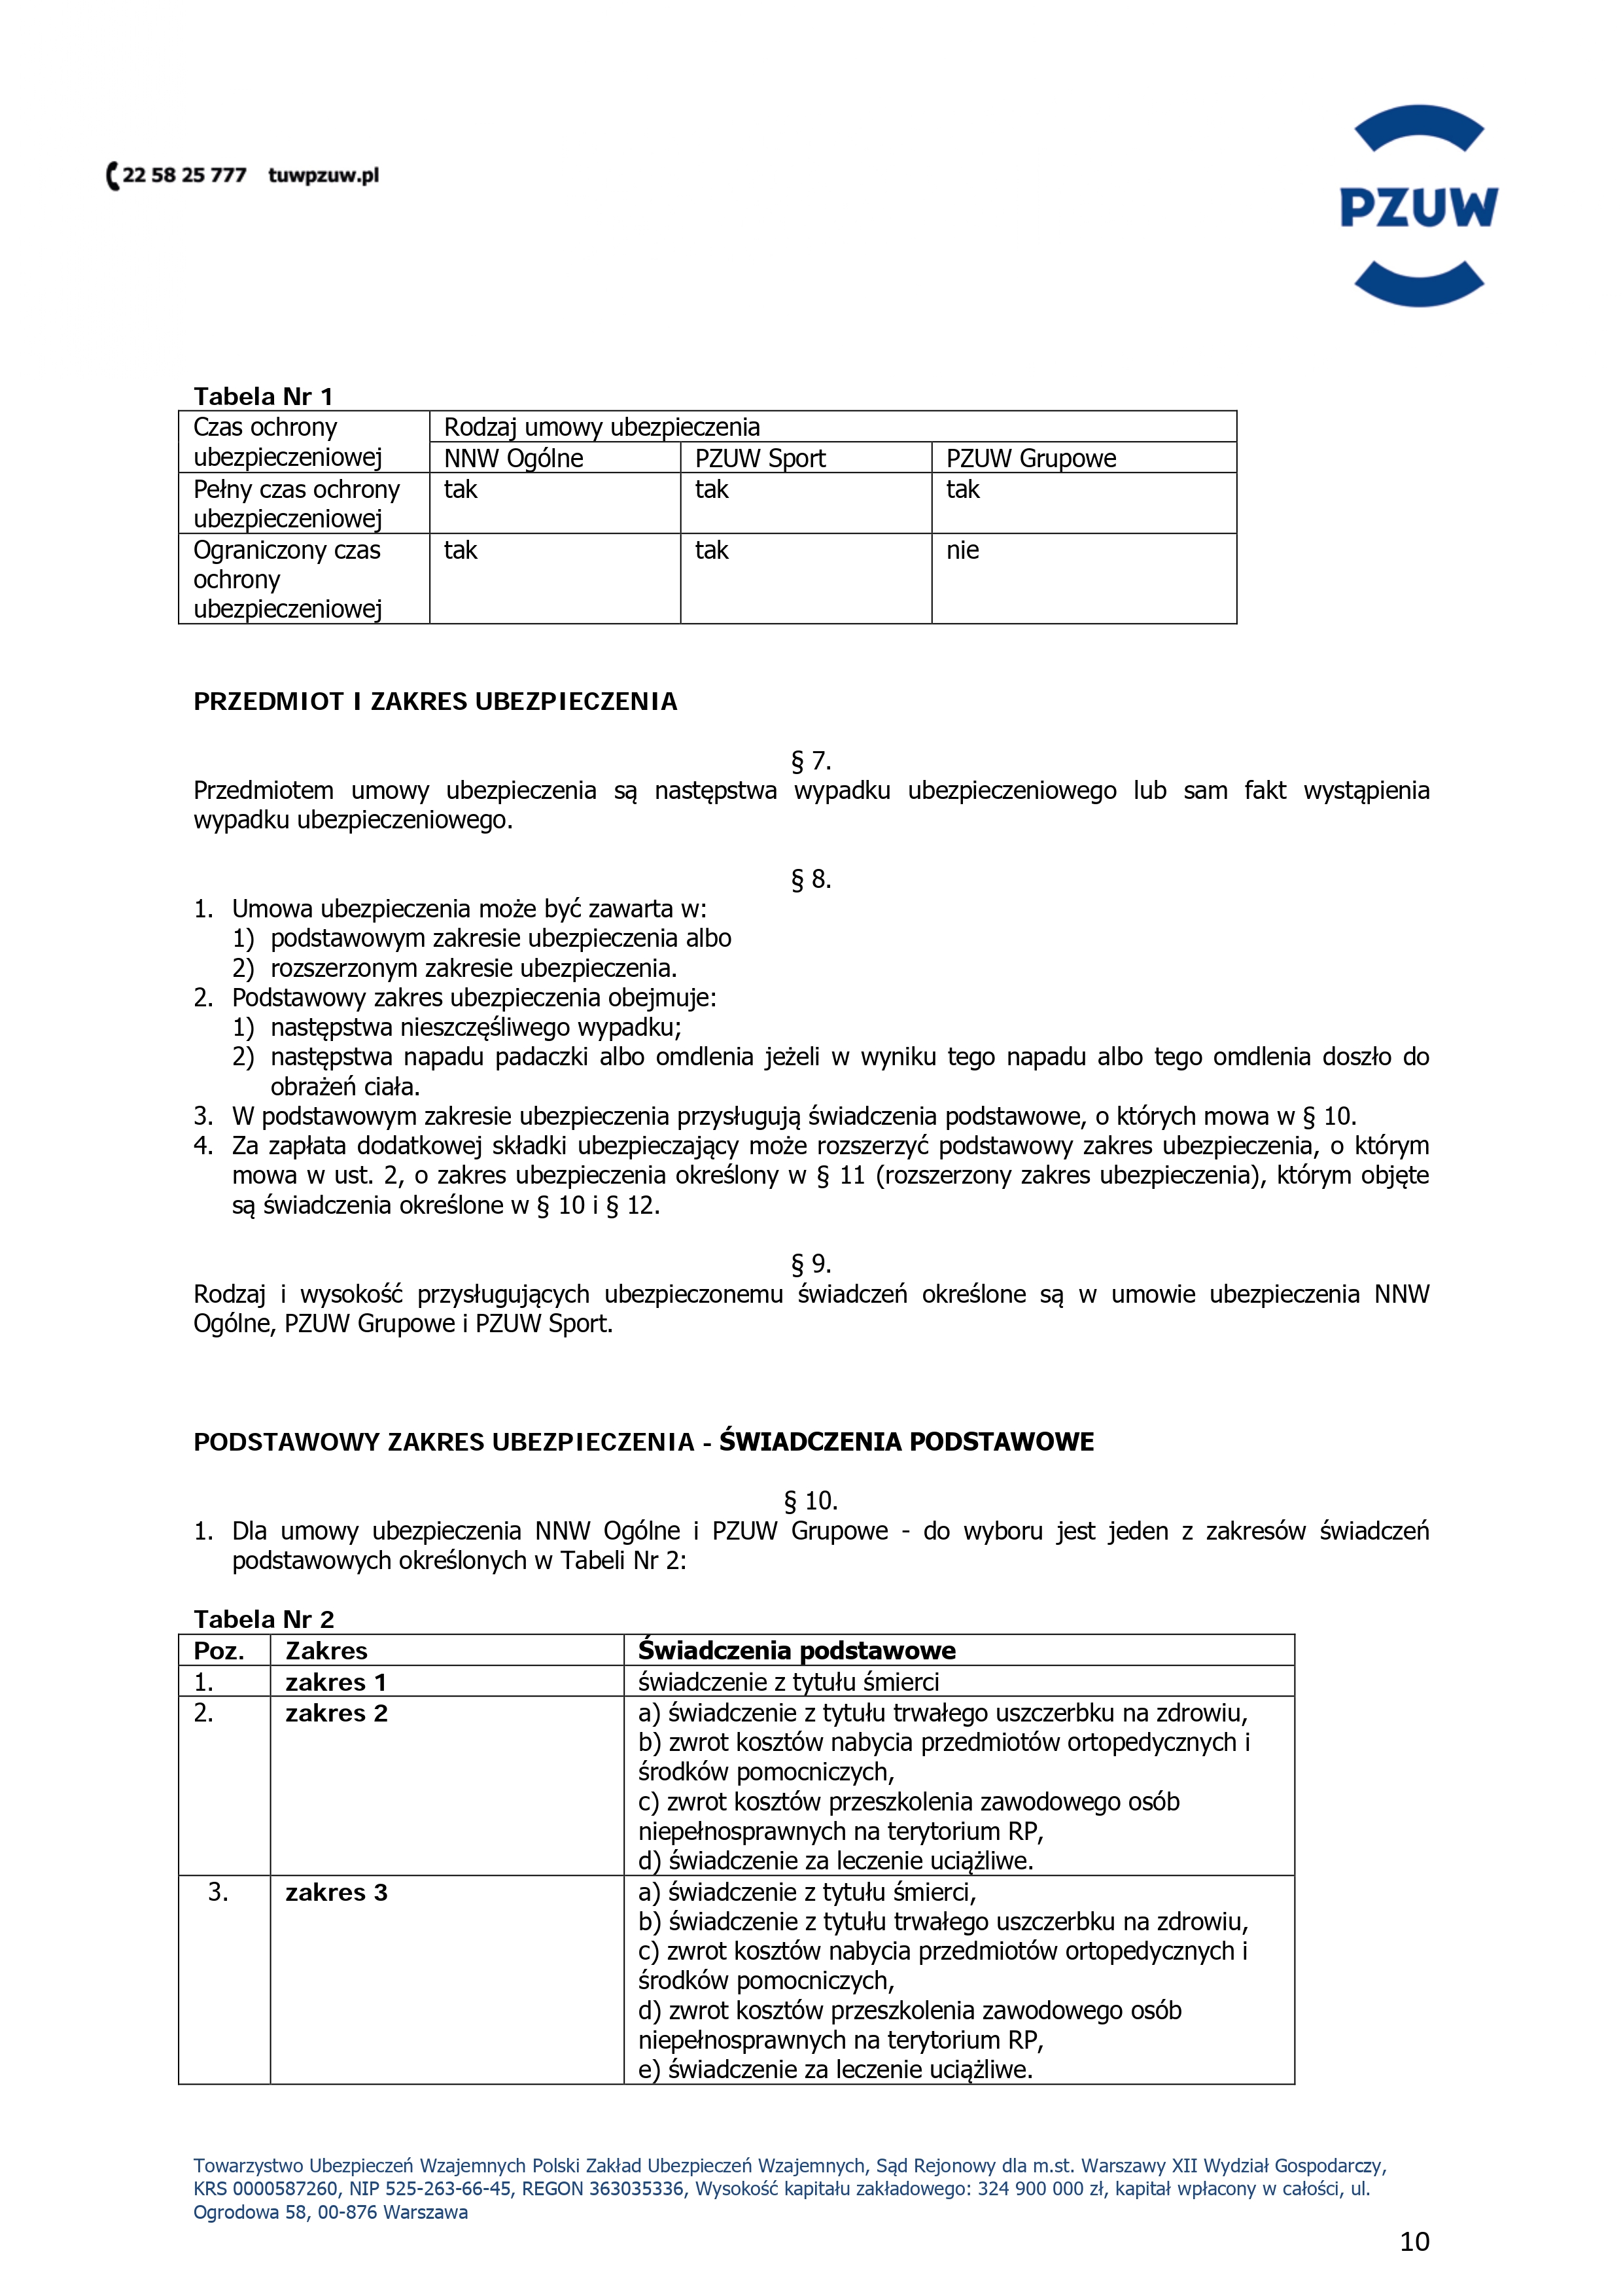 22 58 25 777 tuwpzuw.pl
PZUW
Tabela Nr 1
Czas ochrony
ubezpieczeniowej
Rodzaj umowy ubezpieczenia
NNW Ogólne
PZUW Sport
PZUW Grupowe
Pełny czas ochrony
ubezpieczeniowej
tak
tak
tak
Ograniczony czas
ochrony
ubezpieczeniowej
tak
tak
nie
PRZEDMIOT I ZAKRES UBEZPIECZENIA
§ 7.
Przedmiotem umowy ubezpieczenia są następstwa wypadku ubezpieczeniowego lub sam fakt wystąpienia
wypadku ubezpieczeniowego.
§ 8.
1. Umowa ubezpieczenia może być zawarta w:
1) podstawowym zakresie ubezpieczenia albo
2) rozszerzonym zakresie ubezpieczenia.
2. Podstawowy zakres ubezpieczenia obejmuje:
1) następstwa nieszczęśliwego wypadku;
2) następstwa napadu padaczki albo omdlenia jeżeli w wyniku tego napadu albo tego omdlenia doszło do
obrażeń ciała.
3. W podstawowym zakresie ubezpieczenia przysługują świadczenia podstawowe, o których mowa w § 10.
4. Za zapłata dodatkowej składki ubezpieczający może rozszerzyć podstawowy zakres ubezpieczenia, o którym
mowa w ust. 2, o zakres ubezpieczenia określony w § 11 (rozszerzony zakres ubezpieczenia), którym objęte
są świadczenia określone w § 10 i § 12.
§ 9.
Rodzaj i wysokość przysługujących ubezpieczonemu świadczeń określone są w umowie ubezpieczenia NNW
Ogólne, PZUW Grupowe i PZUW Sport.
PODSTAWOWY ZAKRES UBEZPIECZENIA - ŚWIADCZENIA PODSTAWOWE
§ 10.
1. Dla umowy ubezpieczenia NNW Ogólne i PZUW Grupowe - do wyboru jest jeden z zakresów świadczeń
podstawowych określonych w Tabeli Nr 2:
Tabela Nr 2
Poz.
Zakres
Świadczenia podstawowe
1.
zakres 1
świadczenie z tytułu śmierci
2.
zakres 2
a) świadczenie z tytułu trwałego uszczerbku na zdrowiu,
b) zwrot kosztów nabycia przedmiotów ortopedycznych i
środków pomocniczych,
c) zwrot kosztów przeszkolenia zawodowego osób
niepełnosprawnych na terytorium RP,
d) świadczenie za leczenie uciążliwe.
3.
zakres 3
a) świadczenie z tytułu śmierci,
b) świadczenie z tytułu trwałego uszczerbku na zdrowiu,
c) zwrot kosztów nabycia przedmiotów ortopedycznych i
środków pomocniczych,
d) zwrot kosztów przeszkolenia zawodowego osób
niepełnosprawnych na terytorium RP,
e) świadczenie za leczenie uciążliwe.
Towarzystwo Ubezpieczeń Wzajemnych Polski Zakład Ubezpieczeń Wzajemnych, Sąd Rejonowy dla m.st. Warszawy XII Wydział Gospodarczy,
KRS 0000587260, NIP 525-263-66-45, REGON 363035336, Wysokość kapitału zakładowego: 324 900 000 zł, kapitał wpłacony w całości, ul.
Ogrodowa 58, 00-876 Warszawa
10